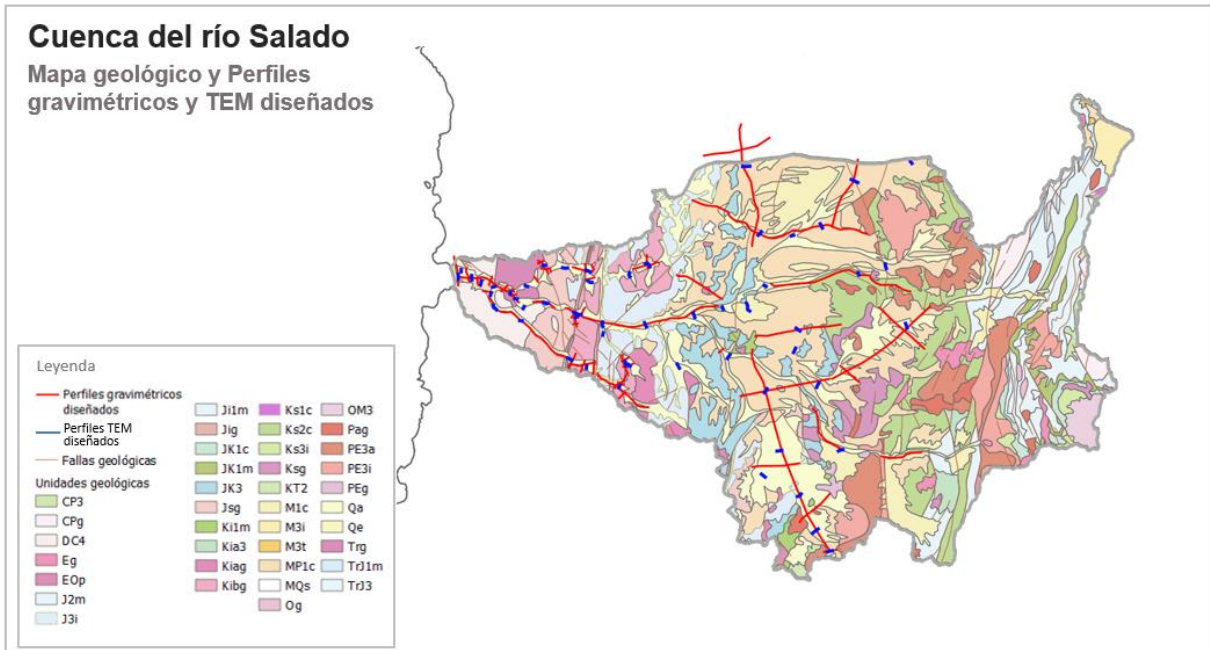 Cuenca del río Salado
Mapa geológico y Perfiles
gravimétricos y TEM diseñados
Leyenda
Perfiles gravimétricos
diseñados
Perfiles TEM
diseñados
Fallas geológicas
Unidades geológicas
CP3
CPg
DC4
Eg
EOp
J2m
J3i
Ji1m
Jig
JK1c
JK1m
JK3
Jsg
Ki1m
Kia3
Kiag
Kibg
Ks1c
Ks2c
Ks3i
Ksg
KT2
M1c
M3i
M3t
MP1c
MQs
Og
OM3
Pag
PE3a
PE3i
PEg
Qa
Qe
Trg
TrJ1m
TrJ3